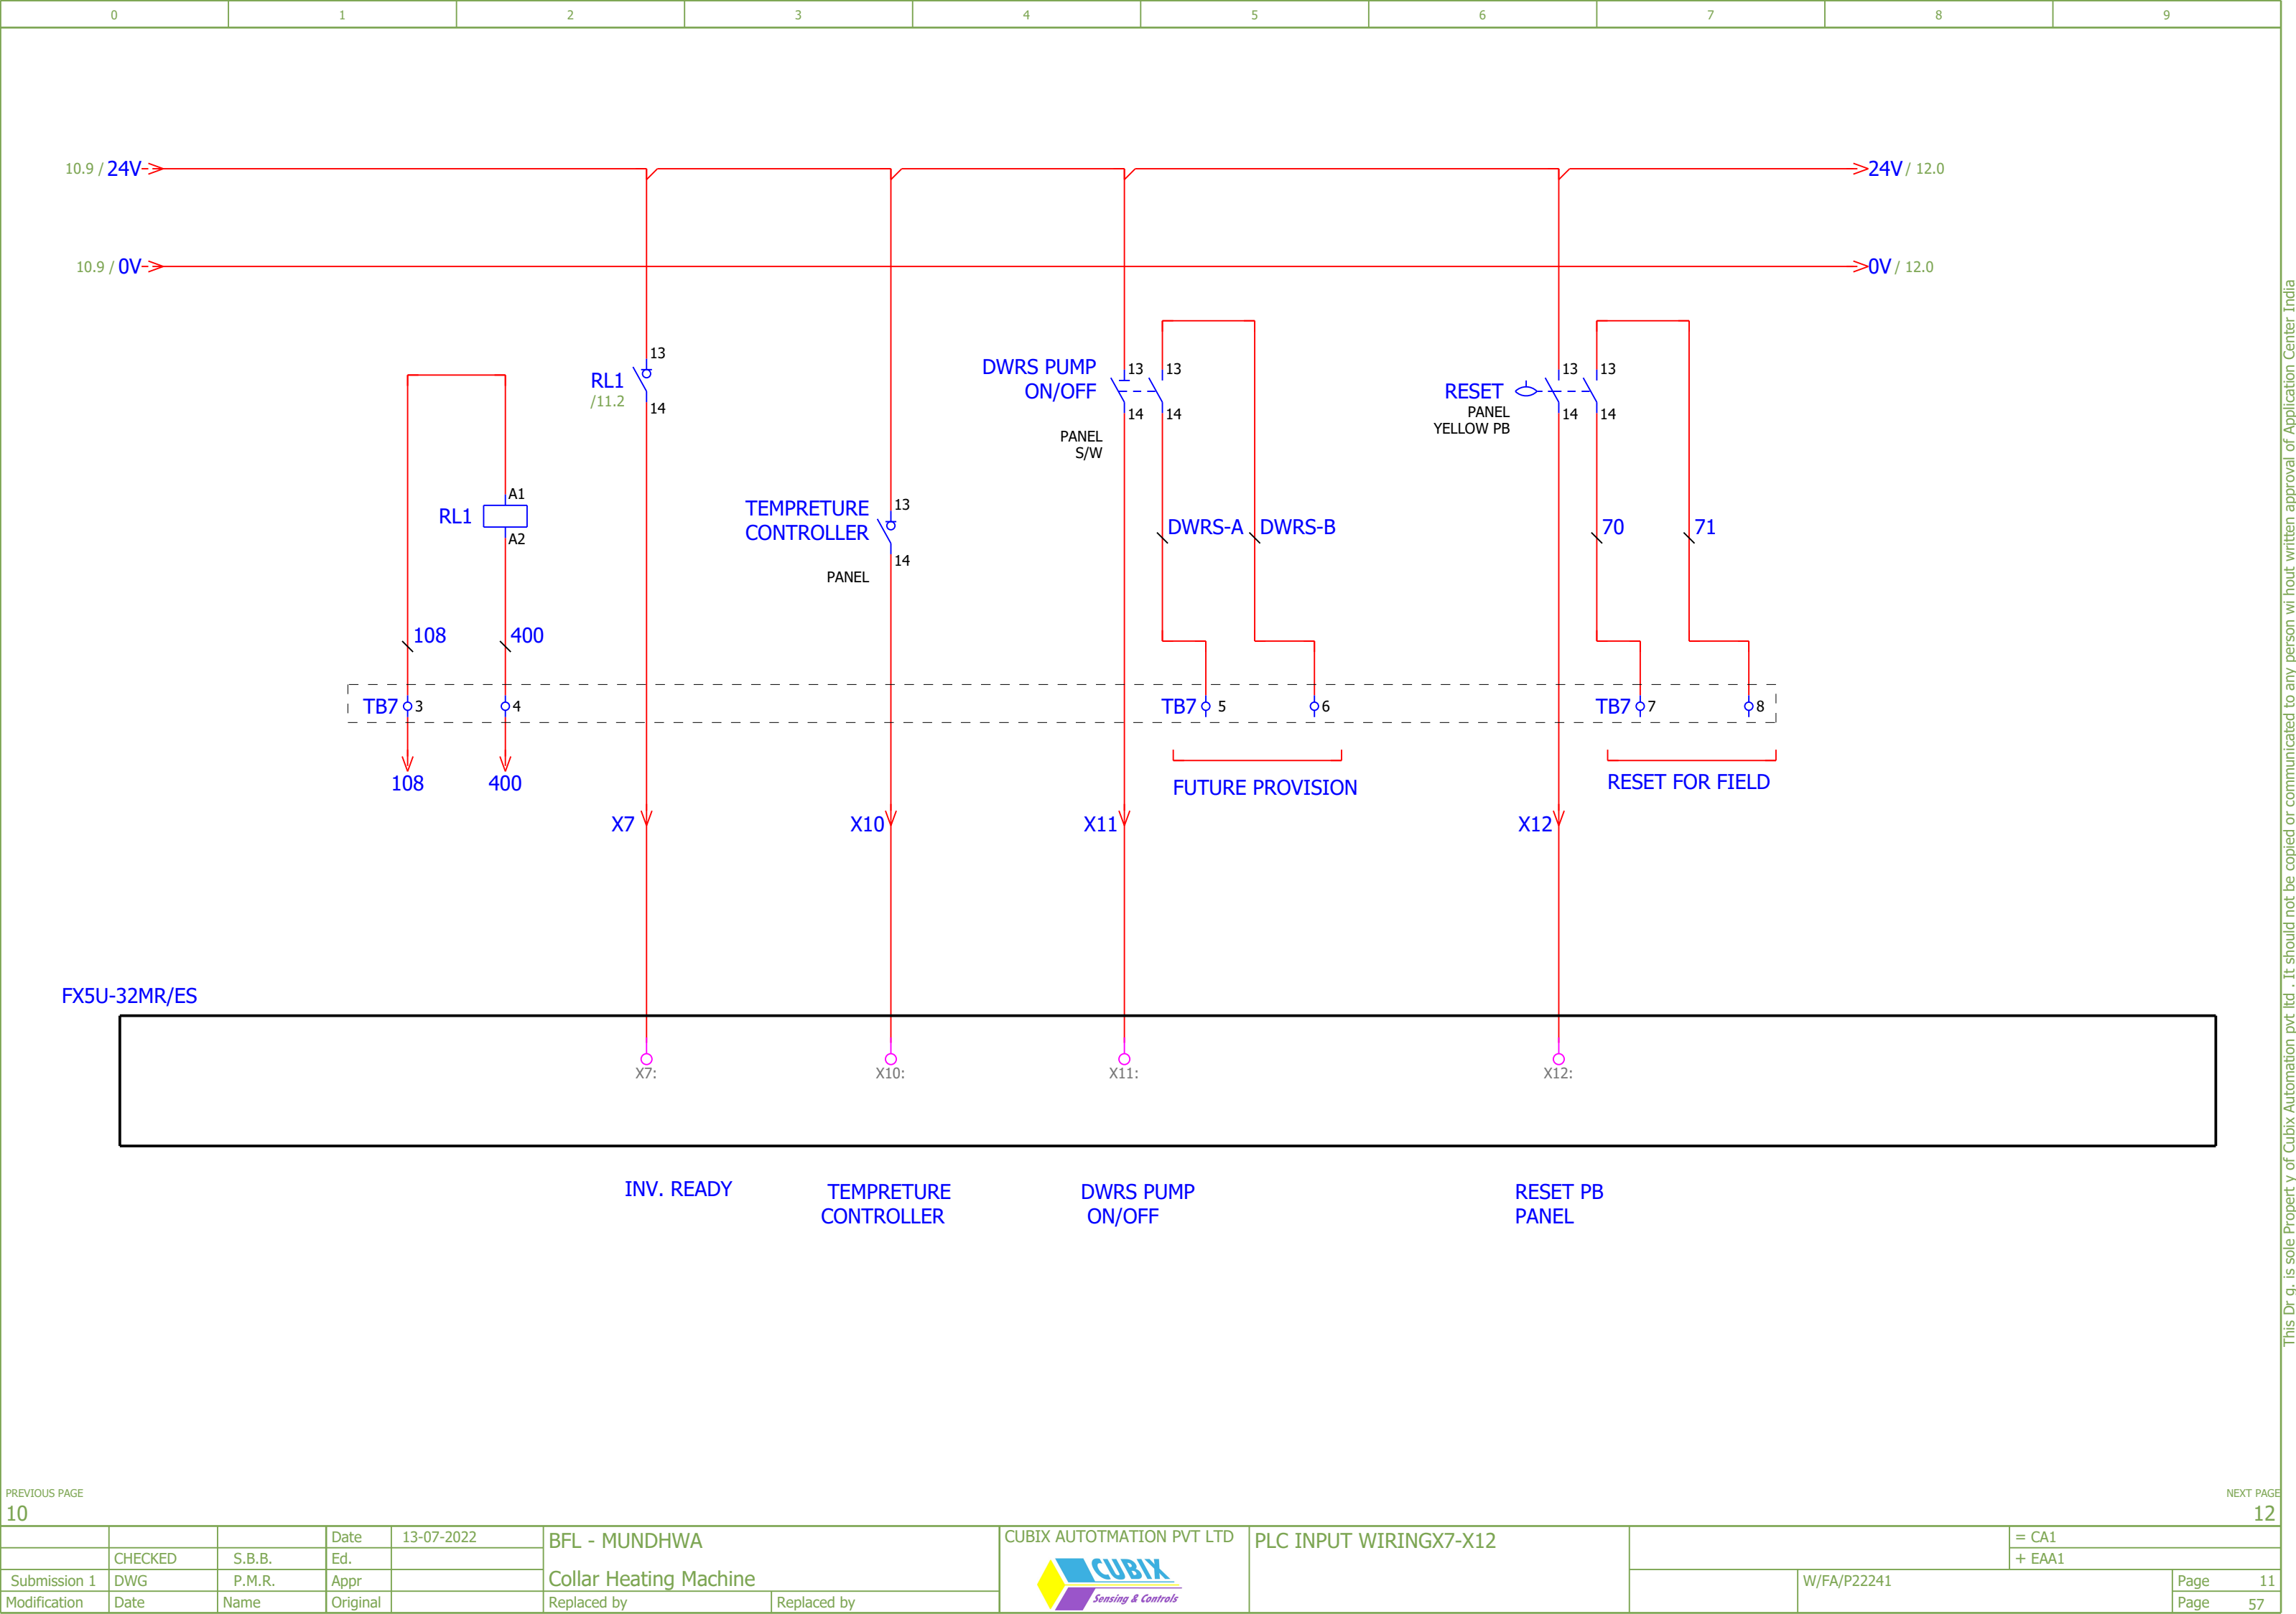 0 1 2 3 4 5 6 7 8 9
10.9 / 24V
24V / 12.0
10.9 / 0V
0V / 12.0
13
RL1
/11.2
14
DWRS PUMP
ON/OFF
13 13
14 14
PANEL
S/W
RESET
PANEL
YELLOW PB
13 13
14 14
A1
RL1
A2
TEMPRETURE
CONTROLLER
13
14
PANEL
DWRS-A DWRS-B
70 71
108 400
TB7 3 4
TB7 5 6
TB7 7 8
108 400
FUTURE PROVISION
RESET FOR FIELD
X7 X10 X11 X12
FX5U-32MR/ES
X7: X10: X11: X12:
INV. READY
TEMPRETURE
CONTROLLER
DWRS PUMP
ON/OFF
RESET PB
PANEL
This Dr g. is sole Propert y of Cubix Automation pvt ltd . It should not be copied or communicated to any person wi hout written approval of Application Center India
PREVIOUS PAGE
10
NEXT PAGE
12
Date 13-07-2022
CHECKED S.B.B. Ed.
Submission 1 DWG P.M.R. Appr
Modification Date Name Original
BFL - MUNDHWA
Collar Heating Machine
Replaced by Replaced by
CUBIX AUTOTMATION PVT LTD
CUBIX
Sensing & Controls
PLC INPUT WIRINGX7-X12
= CA1
+ EAA1
W/FA/P22241
Page 11
Page 57